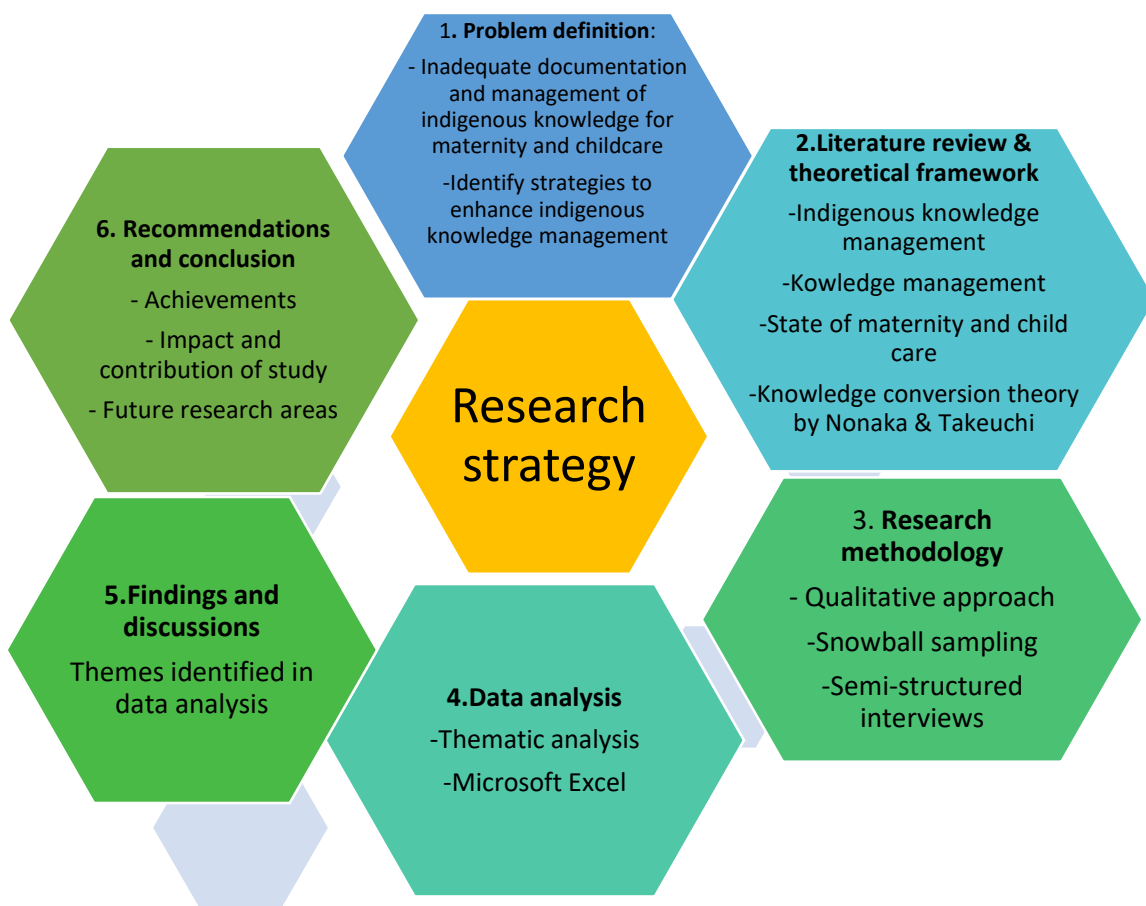 1. Problem definition:
- Inadequate documentation
and management of
indigenous knowledge for
maternity and childcare
-Identify strategies to
enhance indigenous
knowledge management
2.Literature review &
theoretical framework
-Indigenous knowledge
management
-Kowledge management
-State of maternity and child
care
-Knowledge conversion theory
by Nonaka & Takeuchi
3. Research
methodology
- Qualitative approach
-Snowball sampling
-Semi-structured
interviews
4.Data analysis
-Thematic analysis
-Microsoft Excel
5.Findings and
discussions
Themes identified in
data analysis
6. Recommendations
and conclusion
- Achievements
- Impact and
contribution of study
- Future research areas
Research
strategy